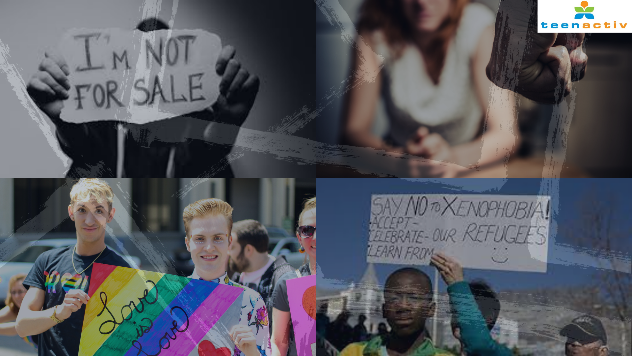 I'M NOT
FOR SALE
teenactiv
Love
is
Love
SAY NO TO XENOPHOBIA!
ACCEPT-
CELEBRATE- OUR REFUGEES
LEARN FROM